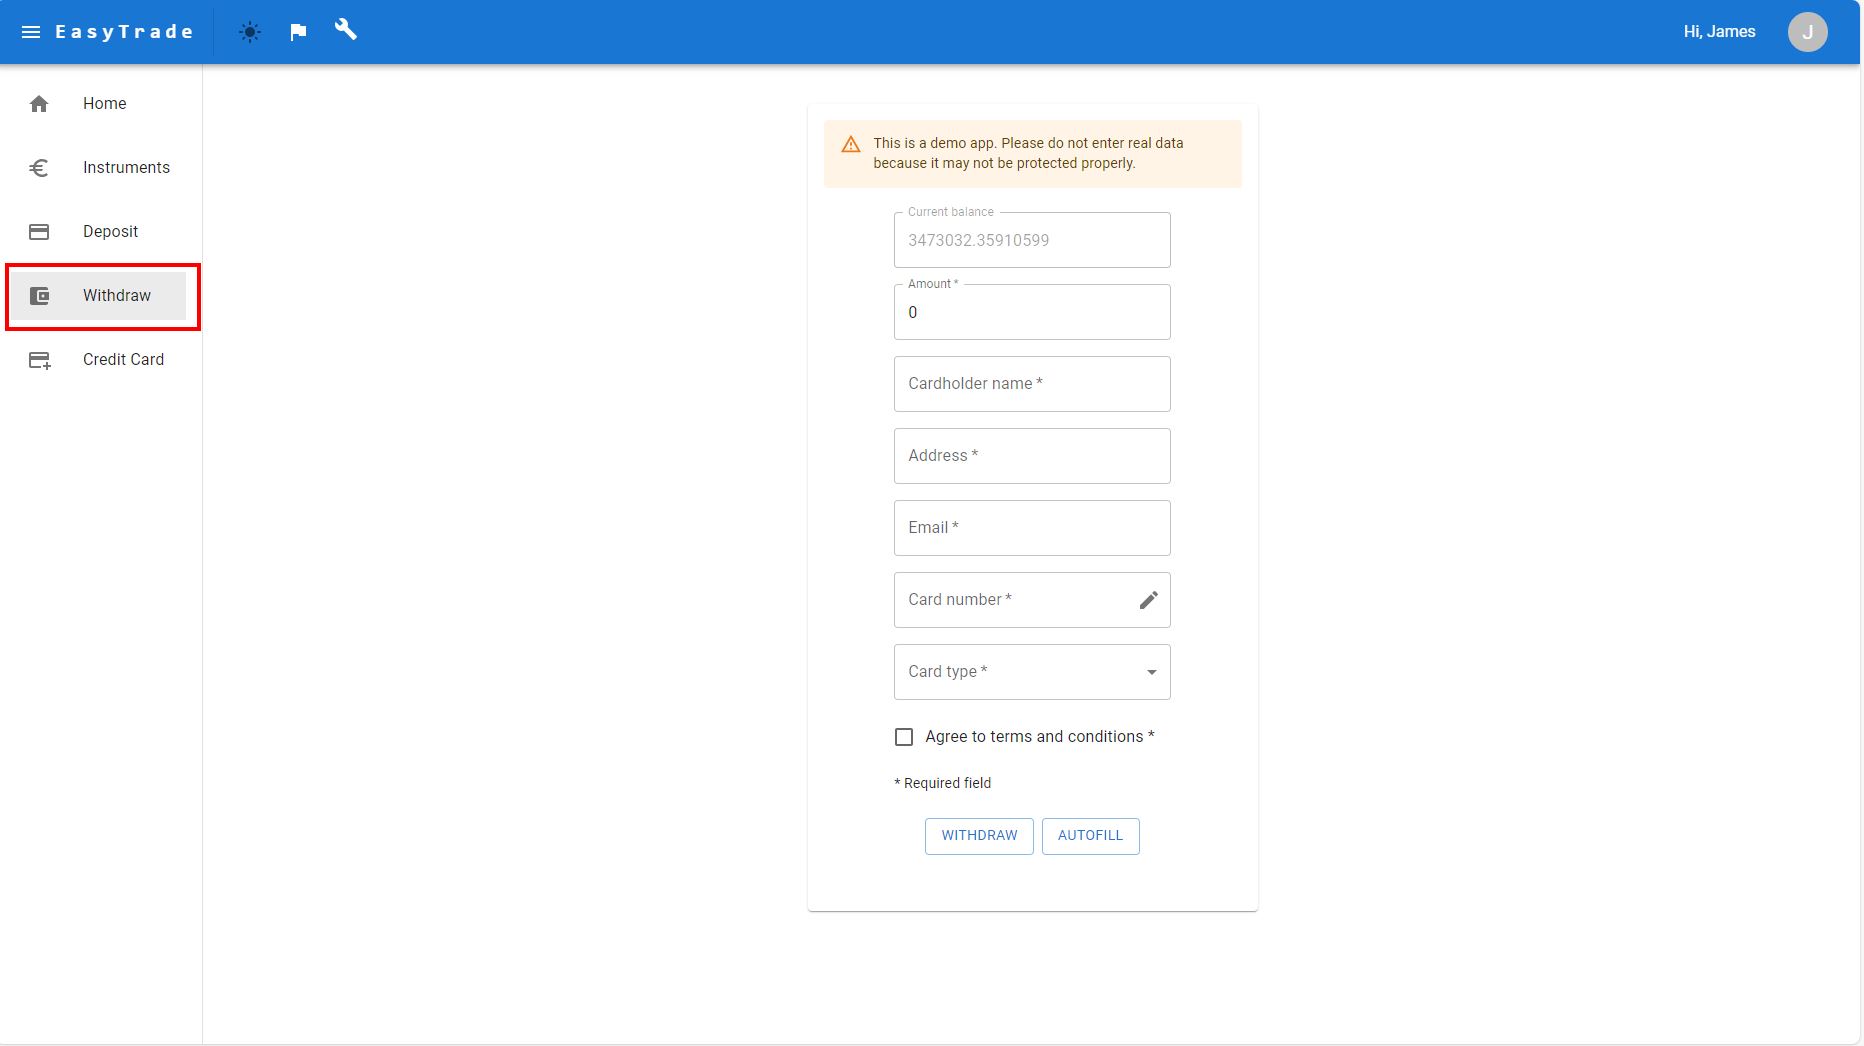 EasyTrade
Hi, James
J
Home
Instruments
Deposit
Withdraw
Credit Card
This is a demo app. Please do not enter real data
because it may not be protected properly.
Current balance
3473032.35910599
Amount *
0
Cardholder name *
Address *
Email *
Card number *
Card type *
Agree to terms and conditions *
* Required field
WITHDRAW
AUTOFILL